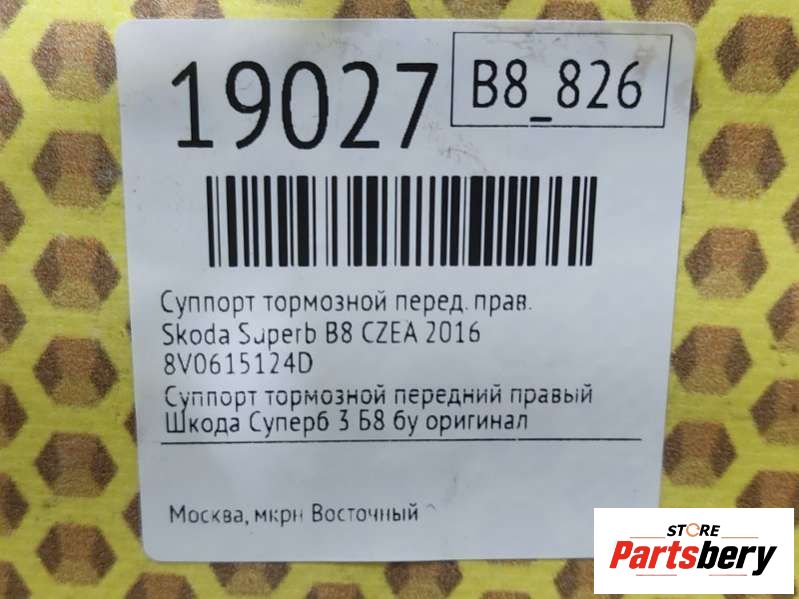 19027
B8_826
Суппорт тормозной перед. прав.
Skoda Superb B8 CZEA 2016
8V0615124D
Суппорт тормозной передний правый
Шкода Суперб 3 Б8 бу оригинал
Москва, мкрн Восточный
STORE
Partsbery